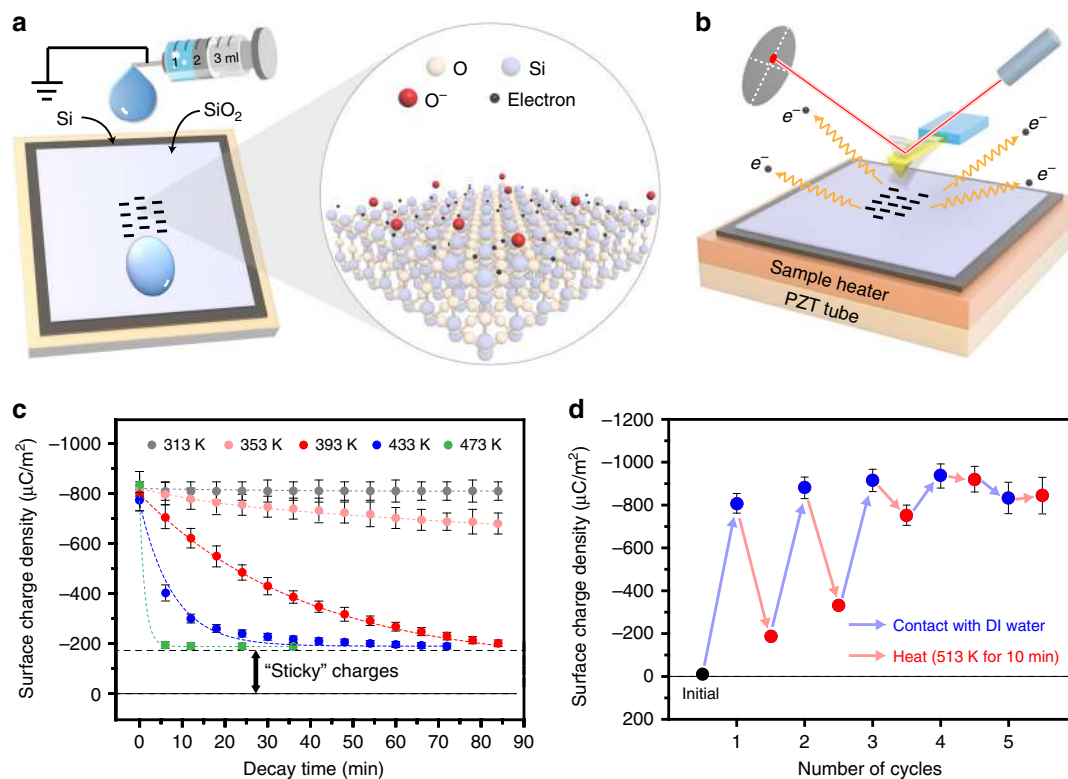 a
1 2 3 ml
Si
SiO₂
O Si
O⁻ Electron
b
e⁻
e⁻
e⁻
e⁻
Sample heater
PZT tube
c
313 K 353 K 393 K 433 K 473 K
Surface charge density (μC/m²)
–1000
–800
–600
–400
–200
0
"Sticky" charges
0 10 20 30 40 50 60 70 80 90
Decay time (min)
d
Surface charge density (μC/m²)
–1200
–1000
–800
–600
–400
–200
0
200
Initial
Contact with DI water
Heat (513 K for 10 min)
1 2 3 4 5
Number of cycles